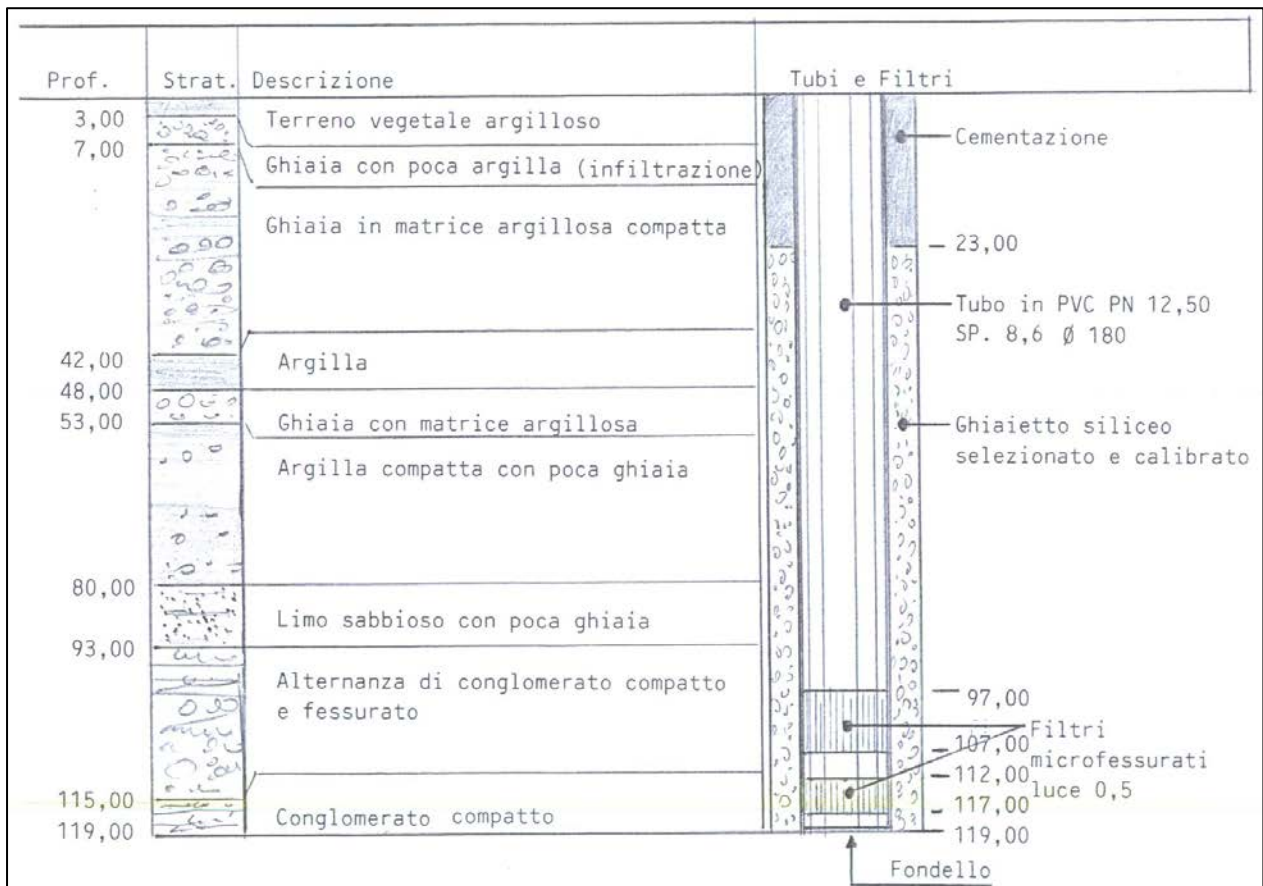 Prof.
Strat.
Descrizione
Tubi e Filtri
3,00
Terreno vegetale argilloso
7,00
Ghiaia con poca argilla (infiltrazione)
Ghiaia in matrice argillosa compatta
42,00
Argilla
48,00
Ghiaia con matrice argillosa
53,00
Argilla compatta con poca ghiaia
80,00
Limo sabbioso con poca ghiaia
93,00
Alternanza di conglomerato compatto
e fessurato
115,00
Conglomerato compatto
119,00
Cementazione
23,00
Tubo in PVC PN 12,50
SP. 8,6 Ø 180
Ghiaietto siliceo
selezionato e calibrato
97,00
Filtri
107,00
microfessurati
112,00
luce 0,5
117,00
119,00
Fondello